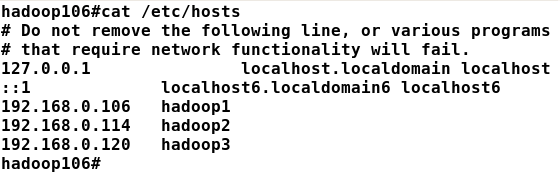 hadoop106#cat /etc/hosts
# Do not remove the following line, or various programs
# that require network functionality will fail.
127.0.0.1               localhost.localdomain localhost
::1             localhost6.localdomain6 localhost6
192.168.0.106   hadoop1
192.168.0.114   hadoop2
192.168.0.120   hadoop3
hadoop106#